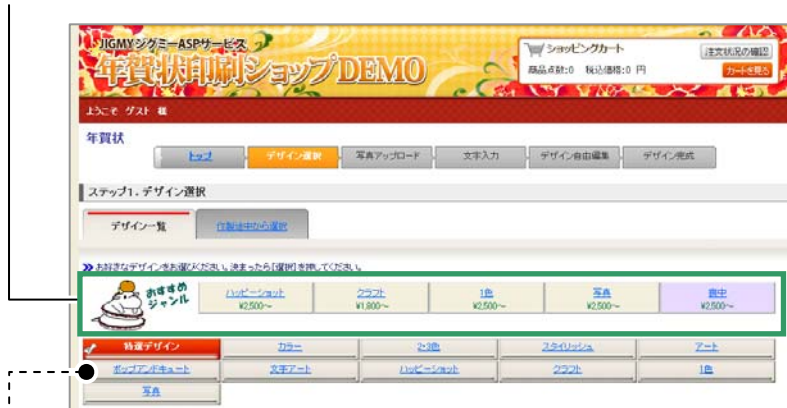 JIGMYジグミーASPサービス
年賀状印刷ショップDEMO
ショッピングカート
注文状況の確認
商品点数:0 税込価格:0 円
カートを見る
ようこそ ゲスト 様
年賀状
トップ
デザイン選択
写真アップロード
文字入力
デザイン自由編集
デザイン完成
ステップ1. デザイン選択
デザイン一覧
作製途中から選択
お好きなデザインをお選びください。決まったら[選択]を押してください。
おすすめ
ジャンル
ハッピーショット
¥2,500～
クラフト
¥1,800～
1色
¥2,500～
写真
¥2,500～
喪中
¥2,500～
特選デザイン
カラー
2・3色
スタイリッシュ
アート
ポップアンドキュート
文字アート
ハッピーショット
クラフト
1色
写真